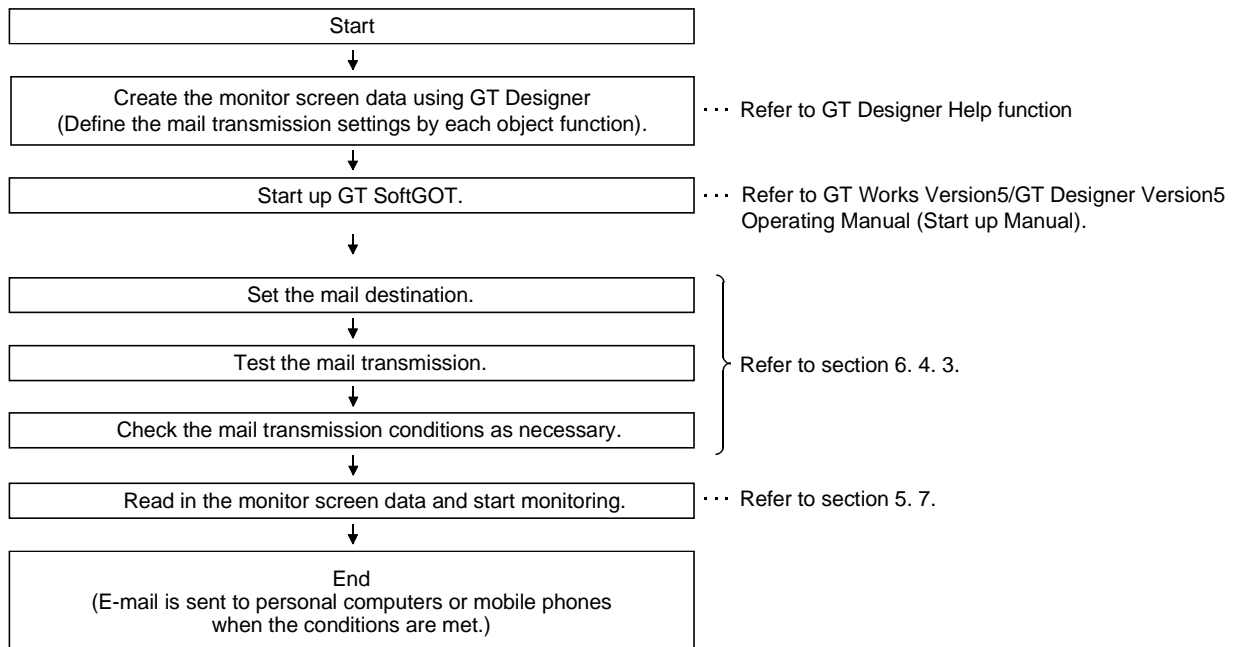 Start
Create the monitor screen data using GT Designer
(Define the mail transmission settings by each object function).
··· Refer to GT Designer Help function
Start up GT SoftGOT.
··· Refer to GT Works Version5/GT Designer Version5
Operating Manual (Start up Manual).
Set the mail destination.
Test the mail transmission.
Refer to section 6. 4. 3.
Check the mail transmission conditions as necessary.
Read in the monitor screen data and start monitoring.
··· Refer to section 5. 7.
End
(E-mail is sent to personal computers or mobile phones
when the conditions are met.)